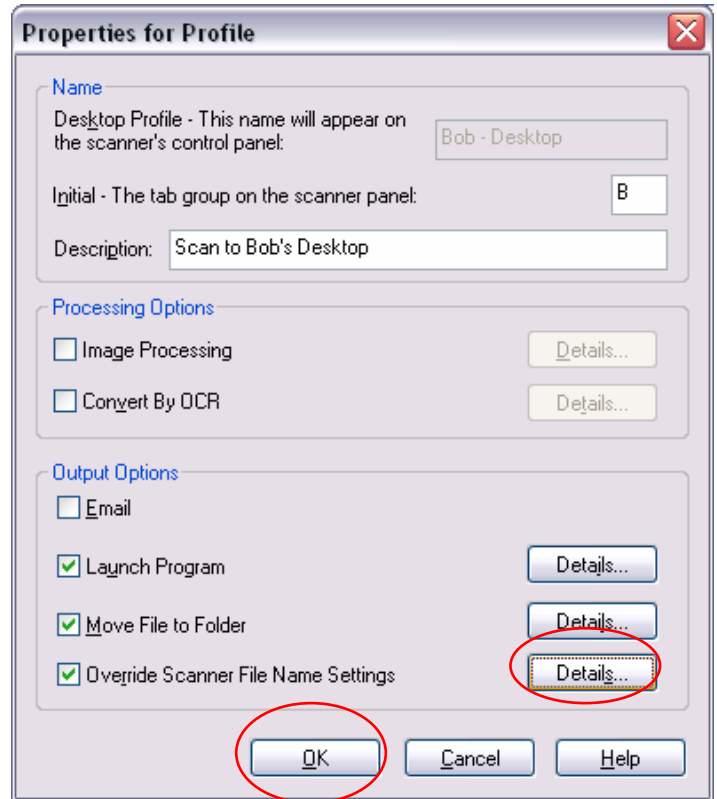 Properties for Profile
Name
Desktop Profile - This name will appear on
the scanner's control panel:
Bob - Desktop
Initial - The tab group on the scanner panel:
B
Description:
Scan to Bob's Desktop
Processing Options
Image Processing
Details...
Convert By OCR
Details...
Output Options
Email
Launch Program
Details...
Move File to Folder
Details...
Override Scanner File Name Settings
Details...
OK
Cancel
Help